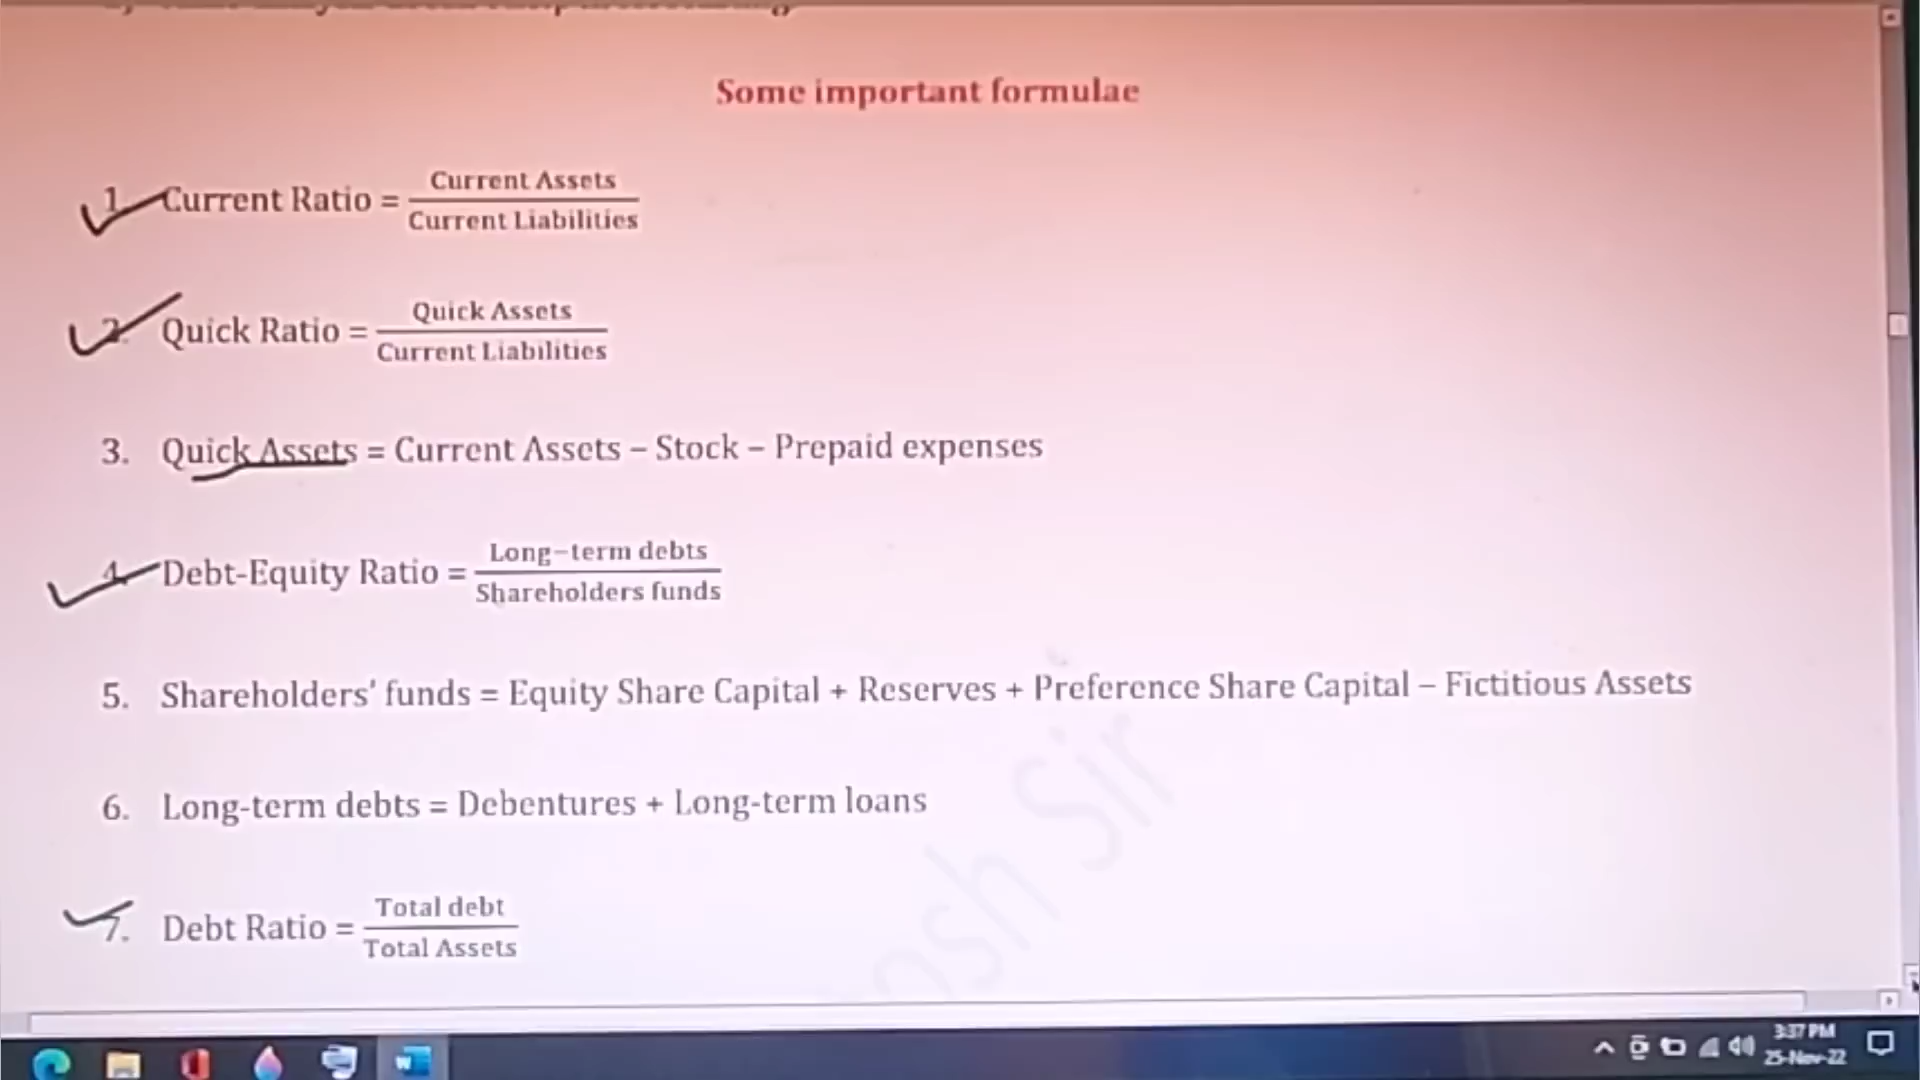 Some important formulae
1. Current Ratio = Current Assets / Current Liabilities
2. Quick Ratio = Quick Assets / Current Liabilities
3. Quick Assets = Current Assets – Stock – Prepaid expenses
4. Debt-Equity Ratio = Long-term debts / Shareholders funds
5. Shareholders' funds = Equity Share Capital + Reserves + Preference Share Capital – Fictitious Assets
6. Long-term debts = Debentures + Long-term loans
7. Debt Ratio = Total debt / Total Assets
Sir
3:37 PM
25-Nov-22